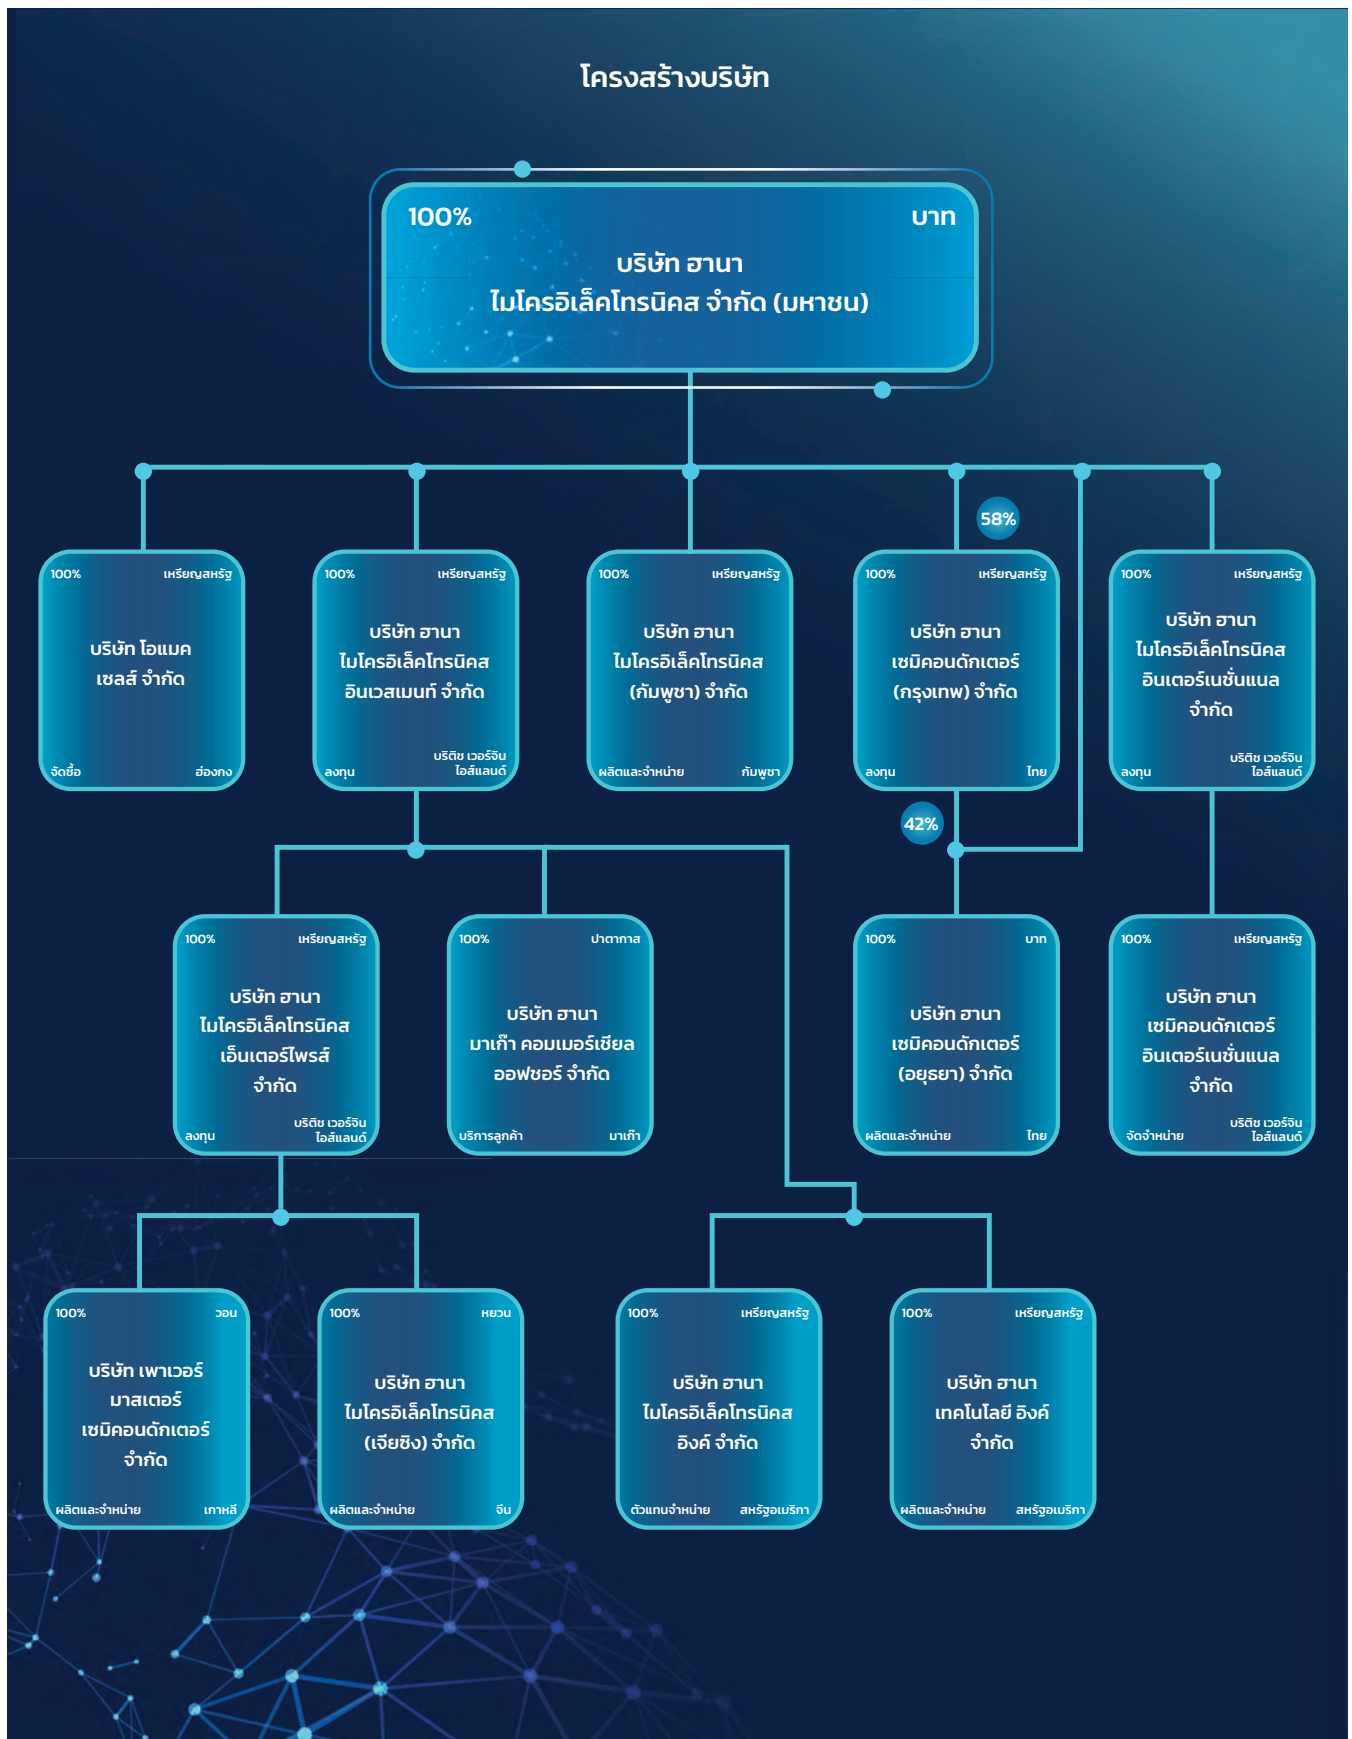 โครงสร้างบริษัท
100%
บาท
บริษัท ฮานา
ไมโครอิเล็คโทรนิคส จำกัด (มหาชน)
58%
100%
เหรียญสหรัฐ
บริษัท โอแมค
เซลส์ จำกัด
จัดซื้อ
ฮ่องกง
100%
เหรียญสหรัฐ
บริษัท ฮานา
ไมโครอิเล็คโทรนิคส
อินเวสเมนท์ จำกัด
ลงทุน
บริติช เวอร์จิน
ไอส์แลนด์
100%
เหรียญสหรัฐ
บริษัท ฮานา
ไมโครอิเล็คโทรนิคส
(กัมพูชา) จำกัด
ผลิตและจำหน่าย
กัมพูชา
100%
เหรียญสหรัฐ
บริษัท ฮานา
เซมิคอนดักเตอร์
(กรุงเทพ) จำกัด
ลงทุน
ไทย
100%
เหรียญสหรัฐ
บริษัท ฮานา
ไมโครอิเล็คโทรนิคส
อินเตอร์เนชั่นแนล
จำกัด
ลงทุน
บริติช เวอร์จิน
ไอส์แลนด์
42%
100%
เหรียญสหรัฐ
บริษัท ฮานา
ไมโครอิเล็คโทรนิคส
เอ็นเตอร์ไพรส์
จำกัด
ลงทุน
บริติช เวอร์จิน
ไอส์แลนด์
100%
ปาตากาส
บริษัท ฮานา
มาเก๊า คอมเมอร์เชียล
ออฟชอร์ จำกัด
บริการลูกค้า
มาเก๊า
100%
บาท
บริษัท ฮานา
เซมิคอนดักเตอร์
(อยุธยา) จำกัด
ผลิตและจำหน่าย
ไทย
100%
เหรียญสหรัฐ
บริษัท ฮานา
เซมิคอนดักเตอร์
อินเตอร์เนชั่นแนล
จำกัด
จัดจำหน่าย
บริติช เวอร์จิน
ไอส์แลนด์
100%
วอน
บริษัท เพาเวอร์
มาสเตอร์
เซมิคอนดักเตอร์
จำกัด
ผลิตและจำหน่าย
เกาหลี
100%
หยวน
บริษัท ฮานา
ไมโครอิเล็คโทรนิคส
(เจียซิง) จำกัด
ผลิตและจำหน่าย
จีน
100%
เหรียญสหรัฐ
บริษัท ฮานา
ไมโครอิเล็คโทรนิคส
อิงค์ จำกัด
ตัวแทนจำหน่าย
สหรัฐอเมริกา
100%
เหรียญสหรัฐ
บริษัท ฮานา
เทคโนโลยี อิงค์
จำกัด
ผลิตและจำหน่าย
สหรัฐอเมริกา